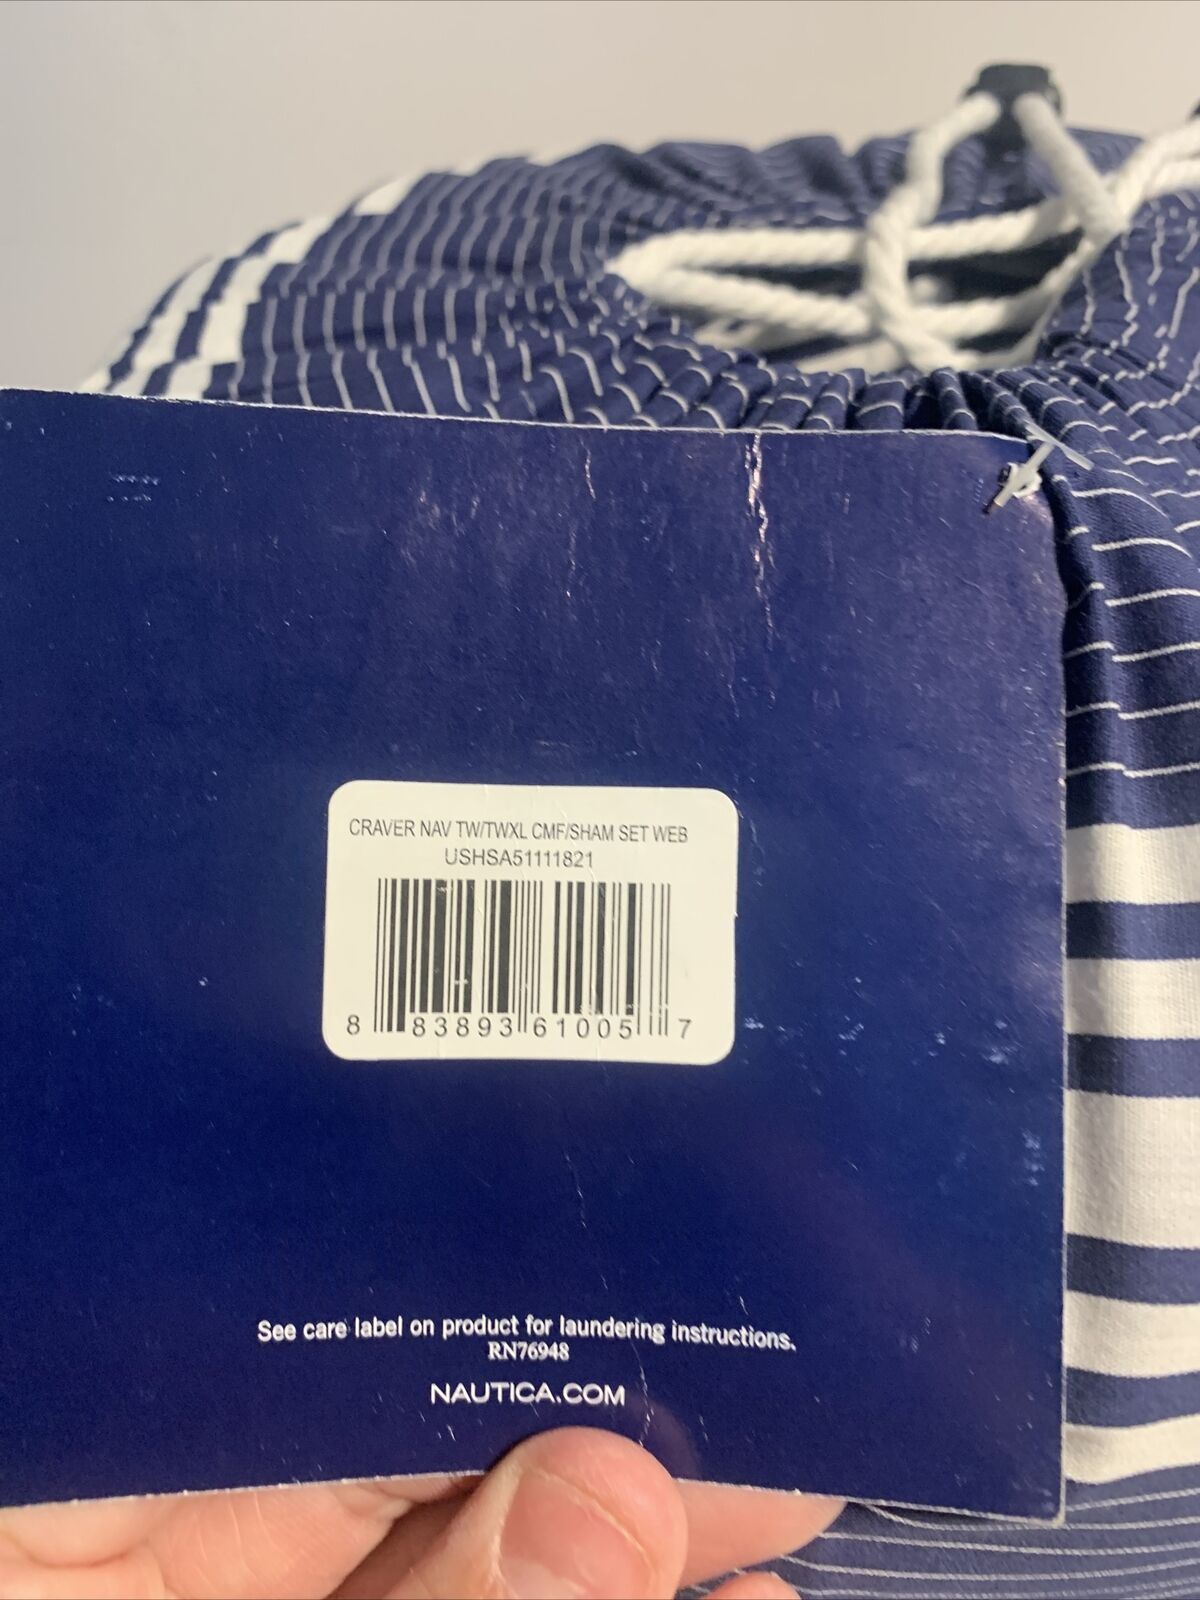 CRAVER NAV TW/TWXL CMF/SHAM SET WEB
USHSA51111821
8 83893 61005 7
See care label on product for laundering instructions.
RN76948
NAUTICA.COM